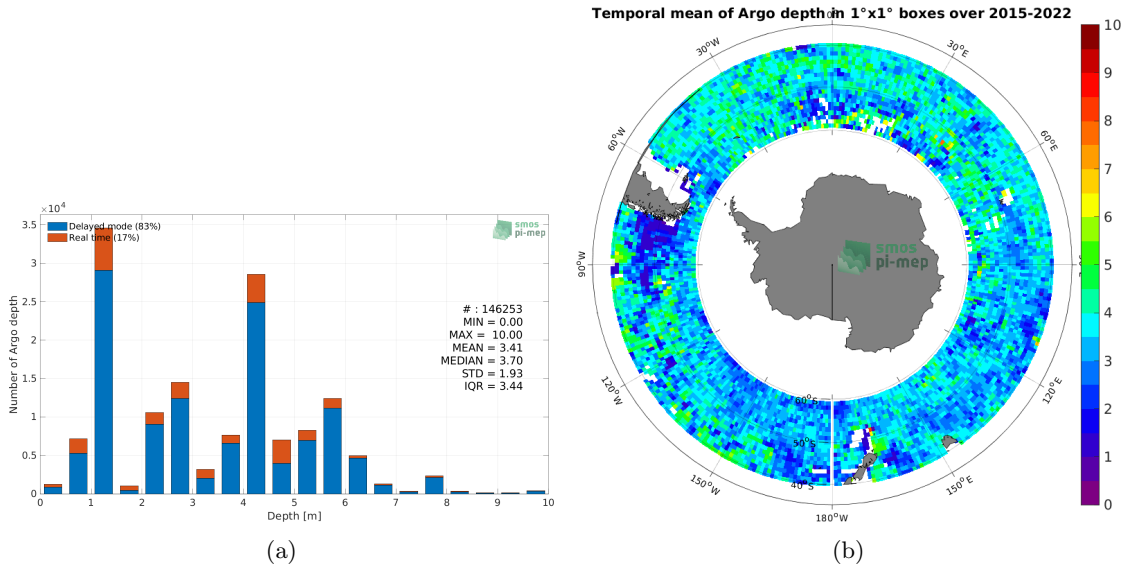 ×10⁴
Delayed mode (83%)
Real time (17%)
smos
pi-mep
3.5
3
2.5
2
1.5
1
0.5
0
Number of Argo depth
# : 146253
MIN = 0.00
MAX = 10.00
MEAN = 3.41
MEDIAN = 3.70
STD = 1.93
IQR = 3.44
0 1 2 3 4 5 6 7 8 9 10
Depth [m]
(a)
Temporal mean of Argo depth in 1°x1° boxes over 2015-2022
30°W
30°E
60°W
60°E
90°W
120°W
120°E
150°W
150°E
180°W
60°S
50°S
40°S
smos
pi-mep
10
9
8
7
6
5
4
3
2
1
0
(b)